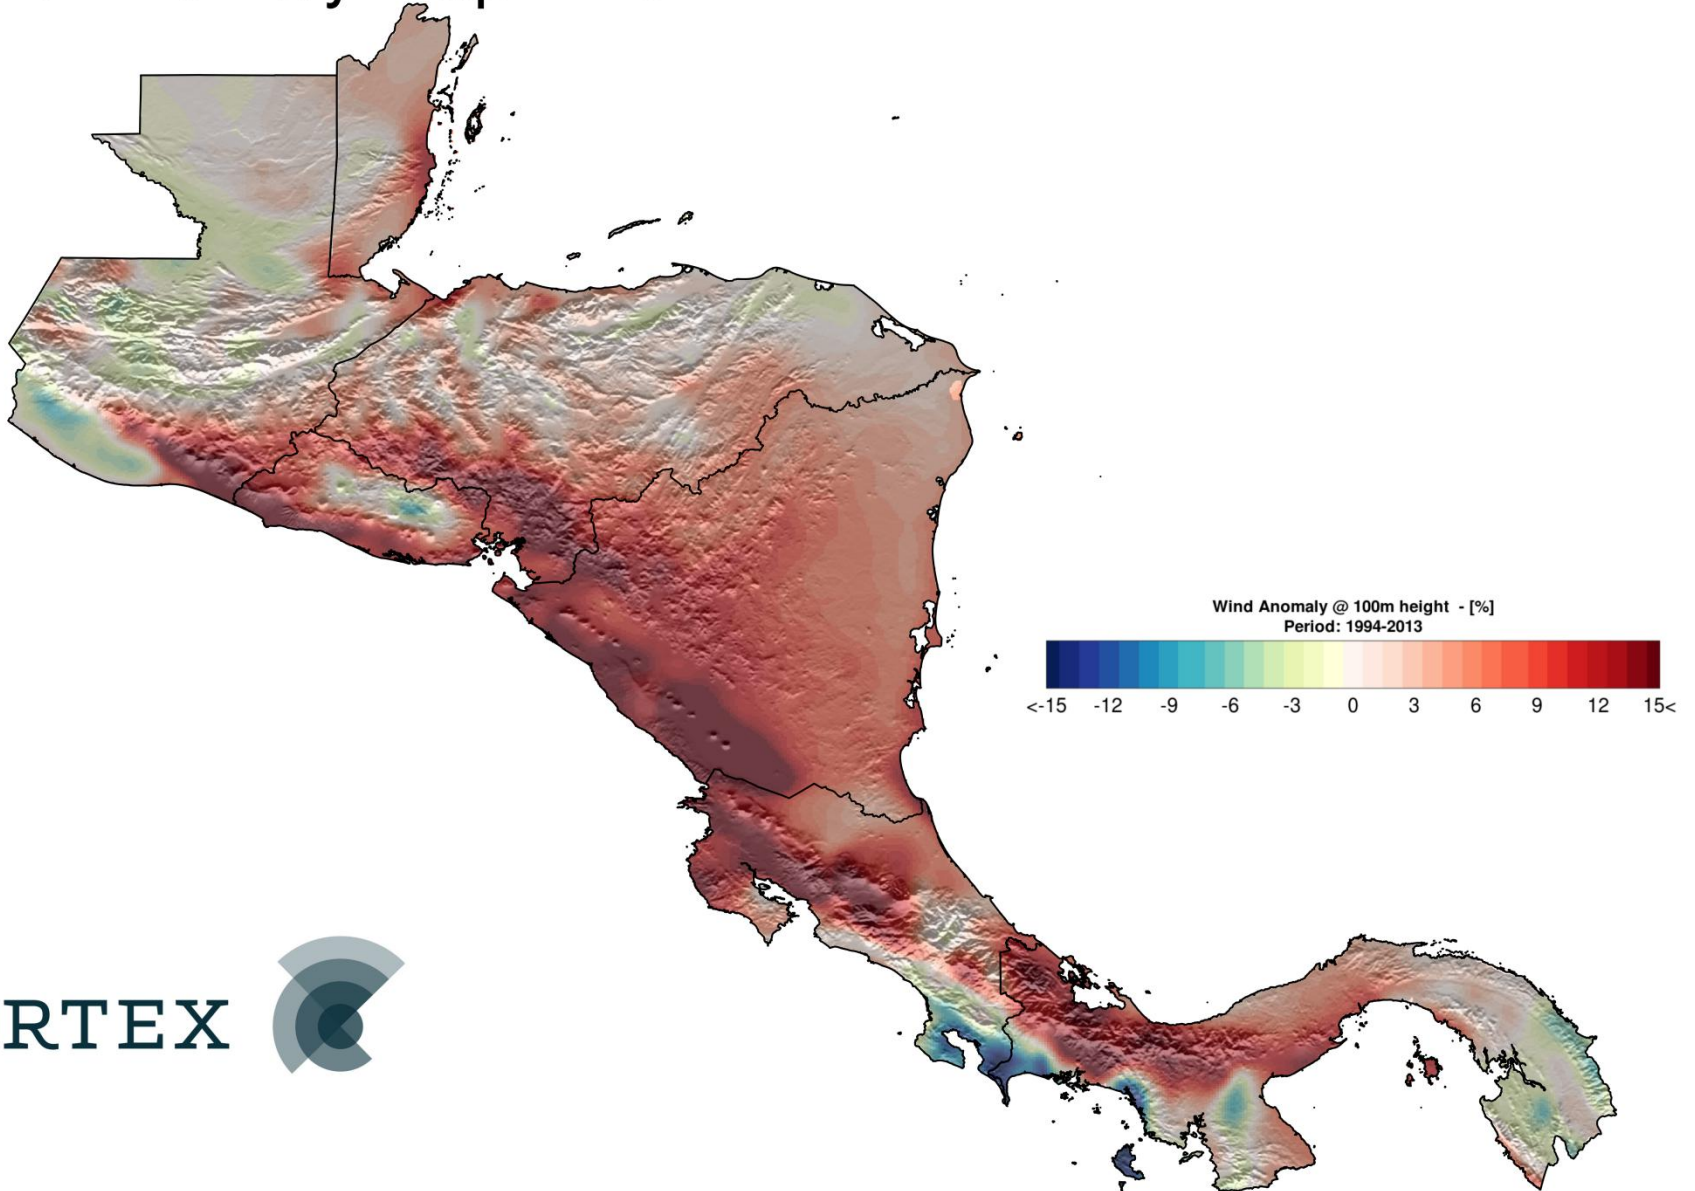 Wind Anomaly @ 100m height - [%]
Period: 1994-2013
<-15 -12 -9 -6 -3 0 3 6 9 12 15<
RTEX